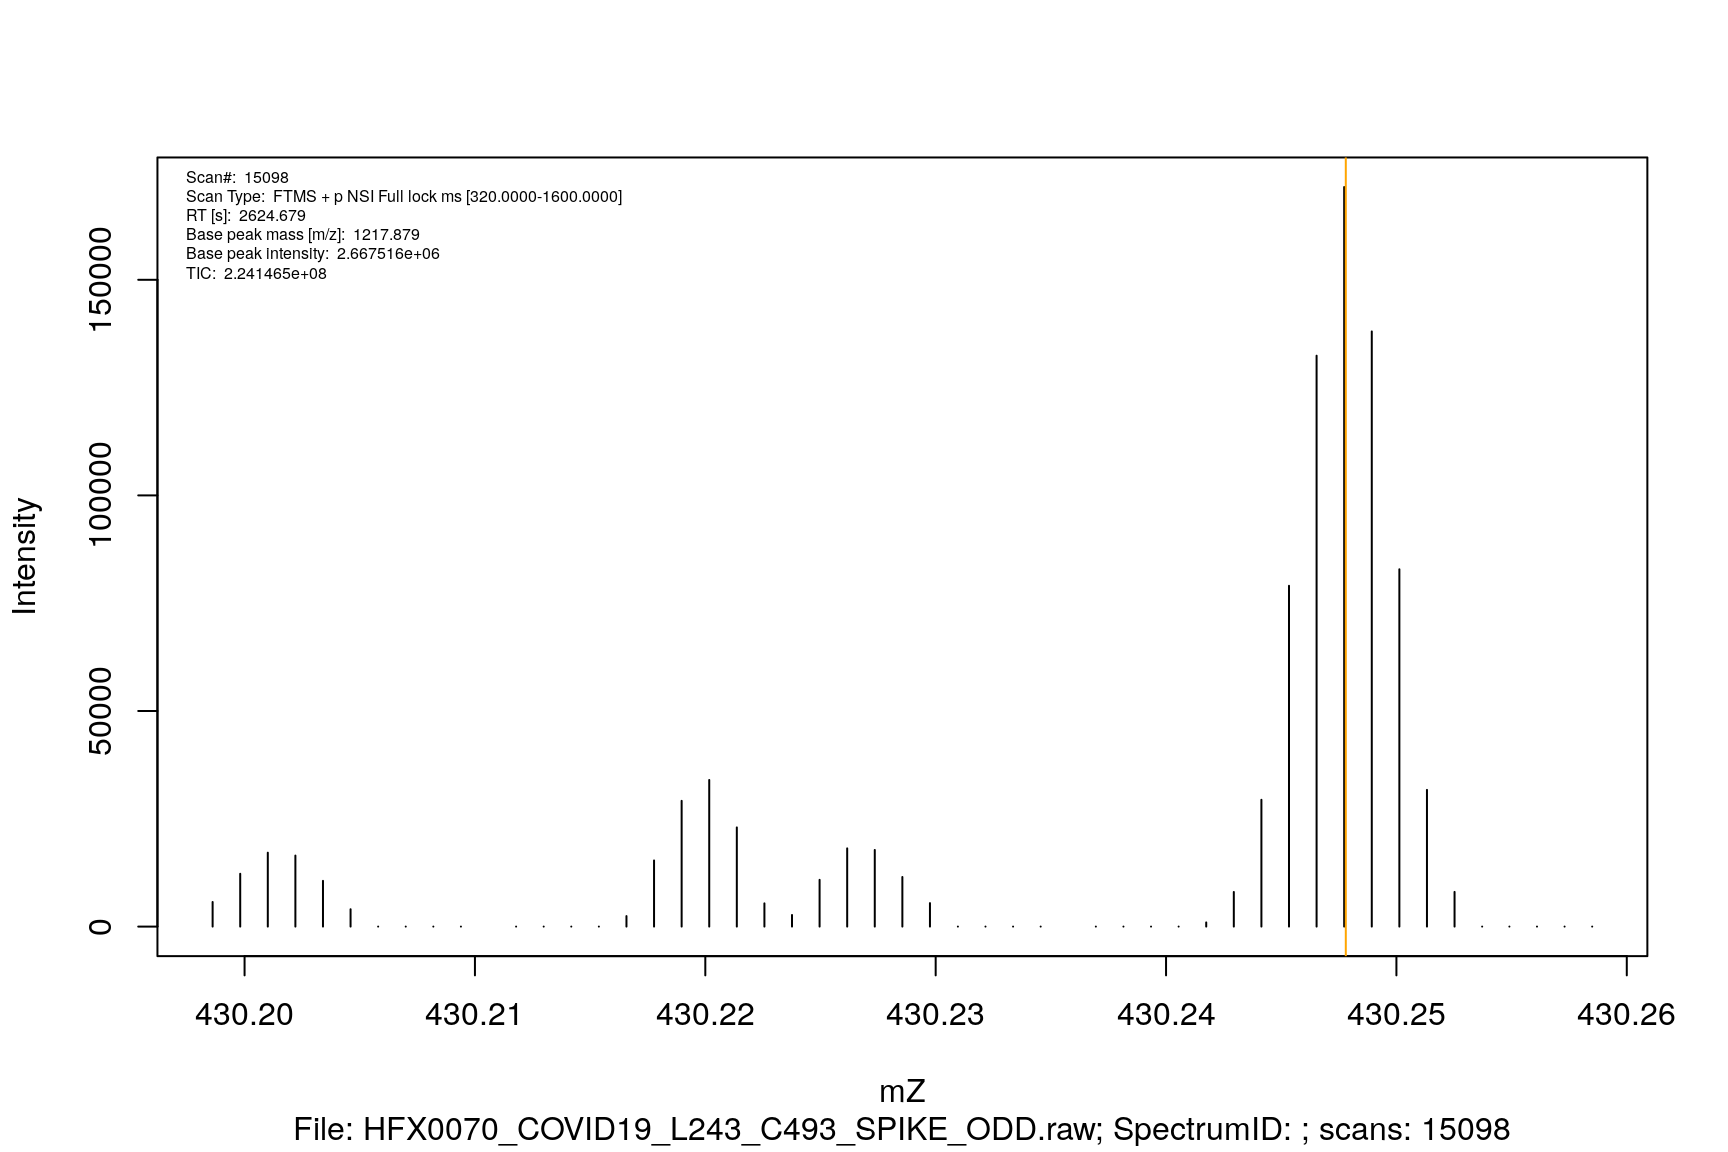 Scan#: 15098
Scan Type: FTMS + p NSI Full lock ms [320.0000-1600.0000]
RT [s]: 2624.679
Base peak mass [m/z]: 1217.879
Base peak intensity: 2.667516e+06
TIC: 2.241465e+08
150000
100000
50000
0
Intensity
430.20 430.21 430.22 430.23 430.24 430.25 430.26
mZ
File: HFX0070_COVID19_L243_C493_SPIKE_ODD.raw; SpectrumID: ; scans: 15098